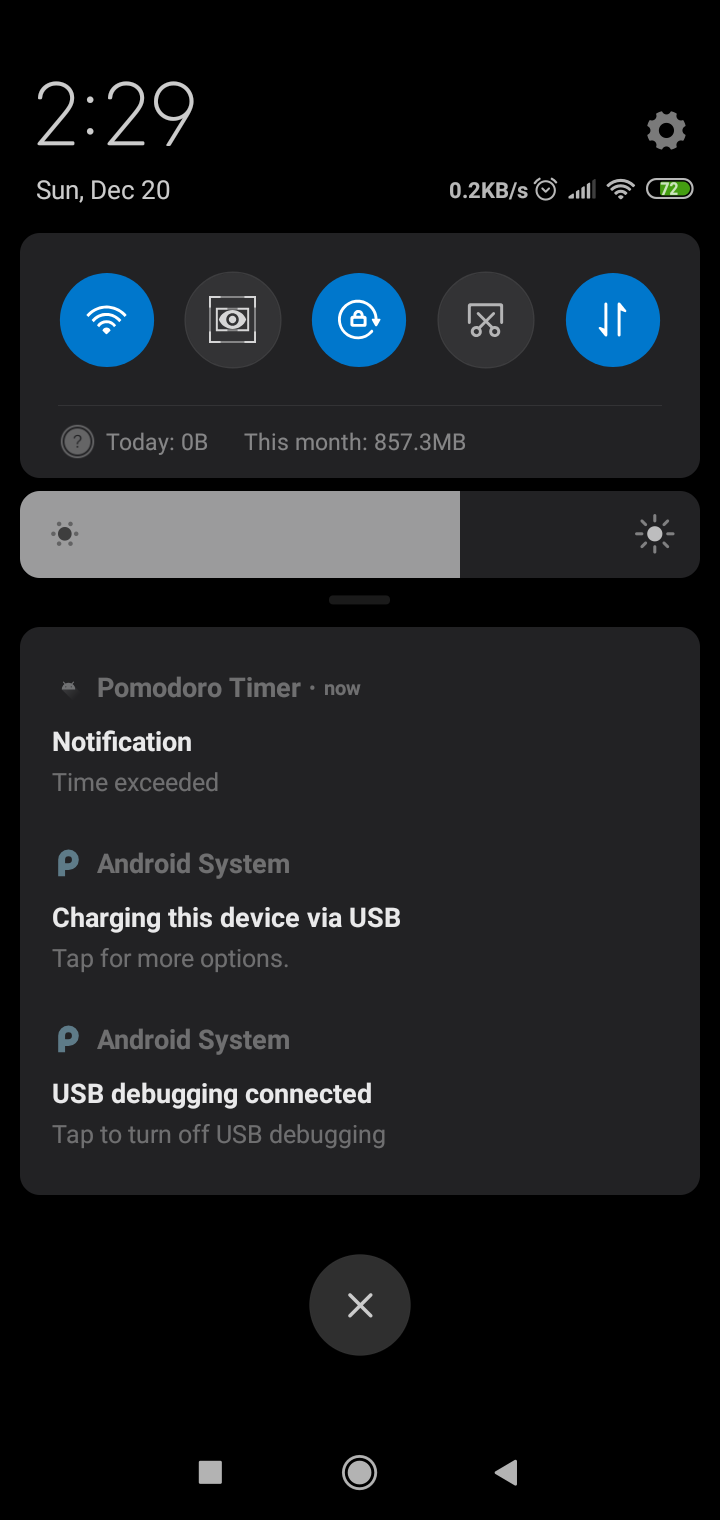 2:29
Sun, Dec 20
0.2KB/s
72
? Today: 0B This month: 857.3MB
Pomodoro Timer · now
Notification
Time exceeded
Android System
Charging this device via USB
Tap for more options.
Android System
USB debugging connected
Tap to turn off USB debugging